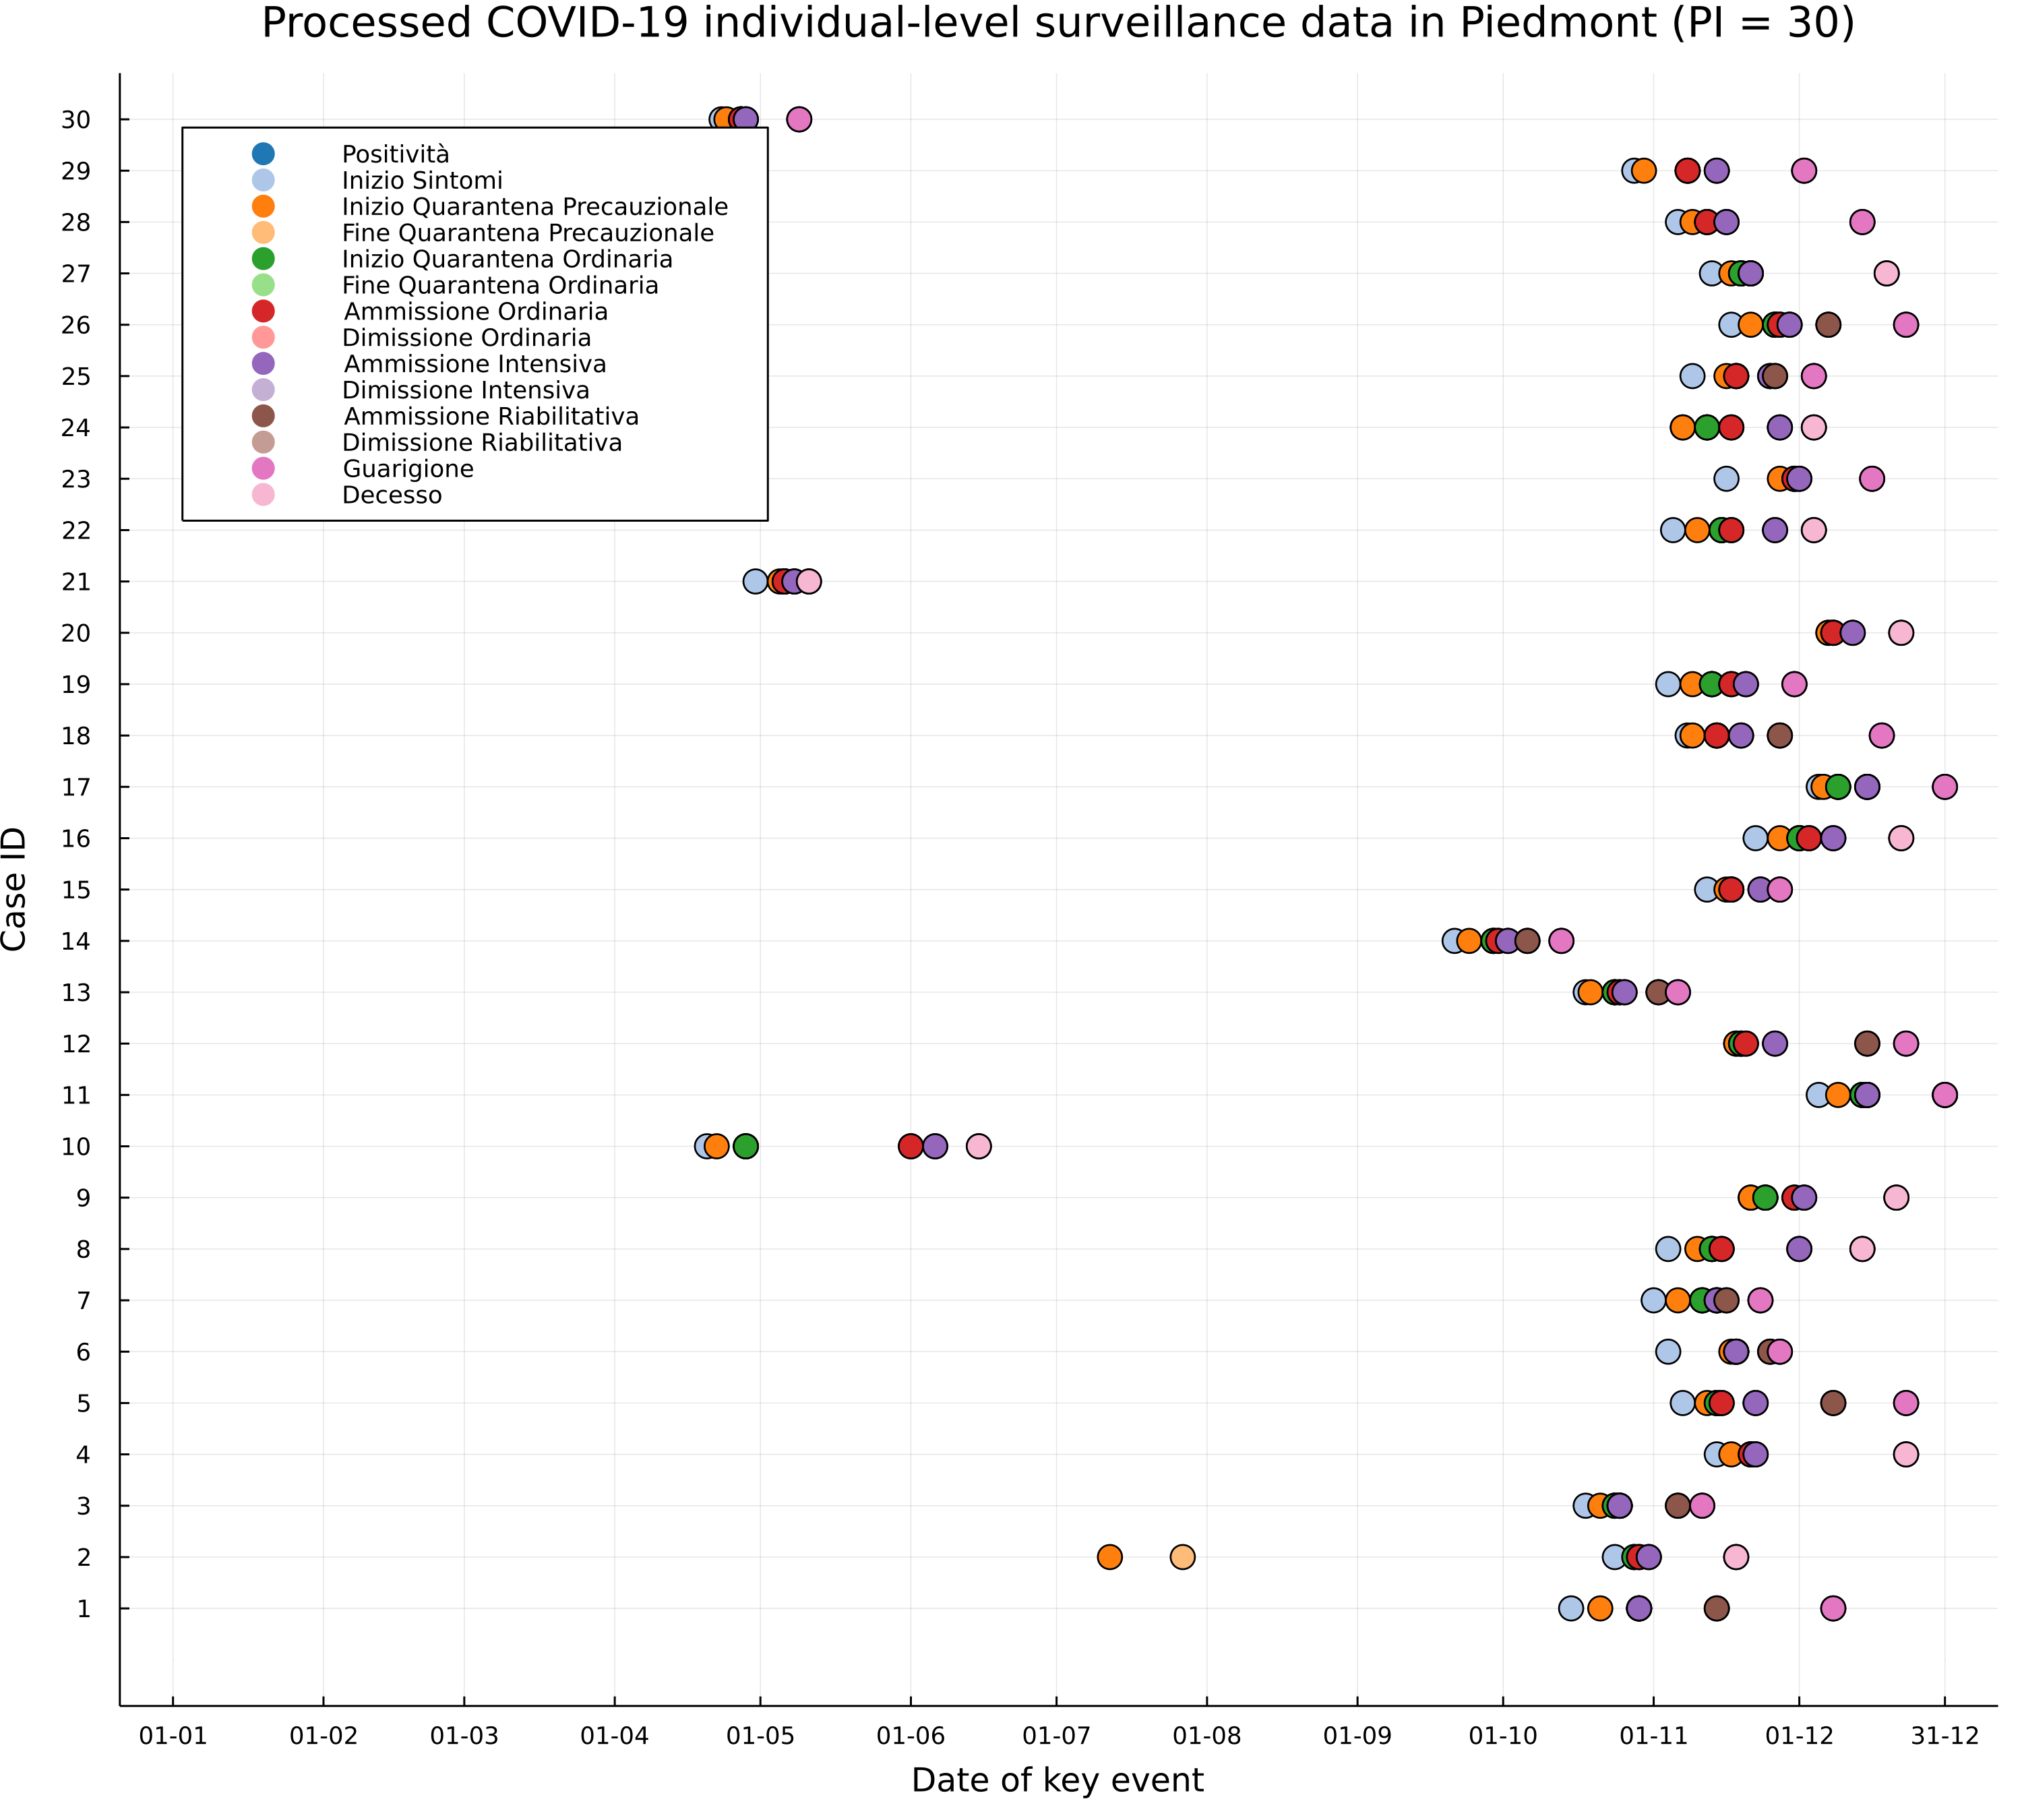 Processed COVID-19 individual-level surveillance data in Piedmont (PI = 30)
30
29
28
27
26
25
24
23
22
21
20
19
18
17
16
15
14
13
12
11
10
9
8
7
6
5
4
3
2
1
Case ID
Positività
Inizio Sintomi
Inizio Quarantena Precauzionale
Fine Quarantena Precauzionale
Inizio Quarantena Ordinaria
Fine Quarantena Ordinaria
Ammissione Ordinaria
Dimissione Ordinaria
Ammissione Intensiva
Dimissione Intensiva
Ammissione Riabilitativa
Dimissione Riabilitativa
Guarigione
Decesso
01-01 01-02 01-03 01-04 01-05 01-06 01-07 01-08 01-09 01-10 01-11 01-12 31-12
Date of key event